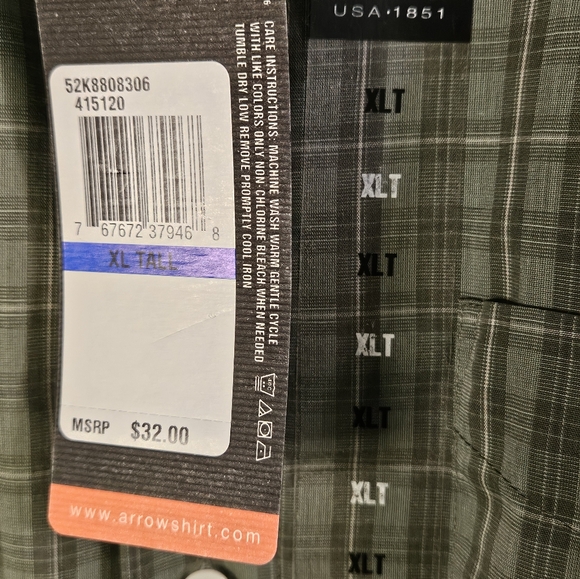 USA·1851
52K8808306
415120
7 67672 37946 8
XL TALL
MSRP $32.00
www.arrowshirt.com
CARE INSTRUCTIONS: MACHINE WASH WARM GENTLE CYCLE
WITH LIKE COLORS ONLY NON-CHLORINE BLEACH WHEN NEEDED
TUMBLE DRY LOW REMOVE PROMPTLY COOL IRON
XLT
XLT
XLT
XLT
XLT
XLT
XLT